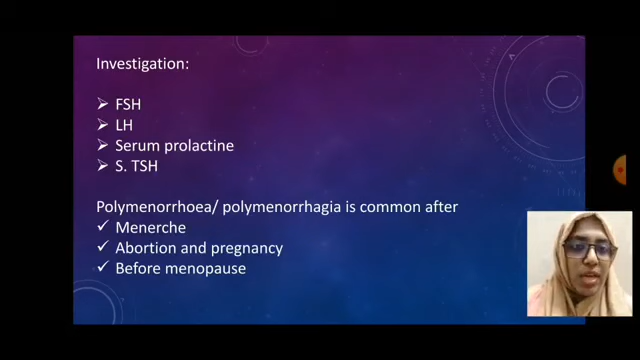 Investigation:
FSH
LH
Serum prolactine
S. TSH
Polymenorrhoea/ polymenorrhagia is common after
Menerche
Abortion and pregnancy
Before menopause